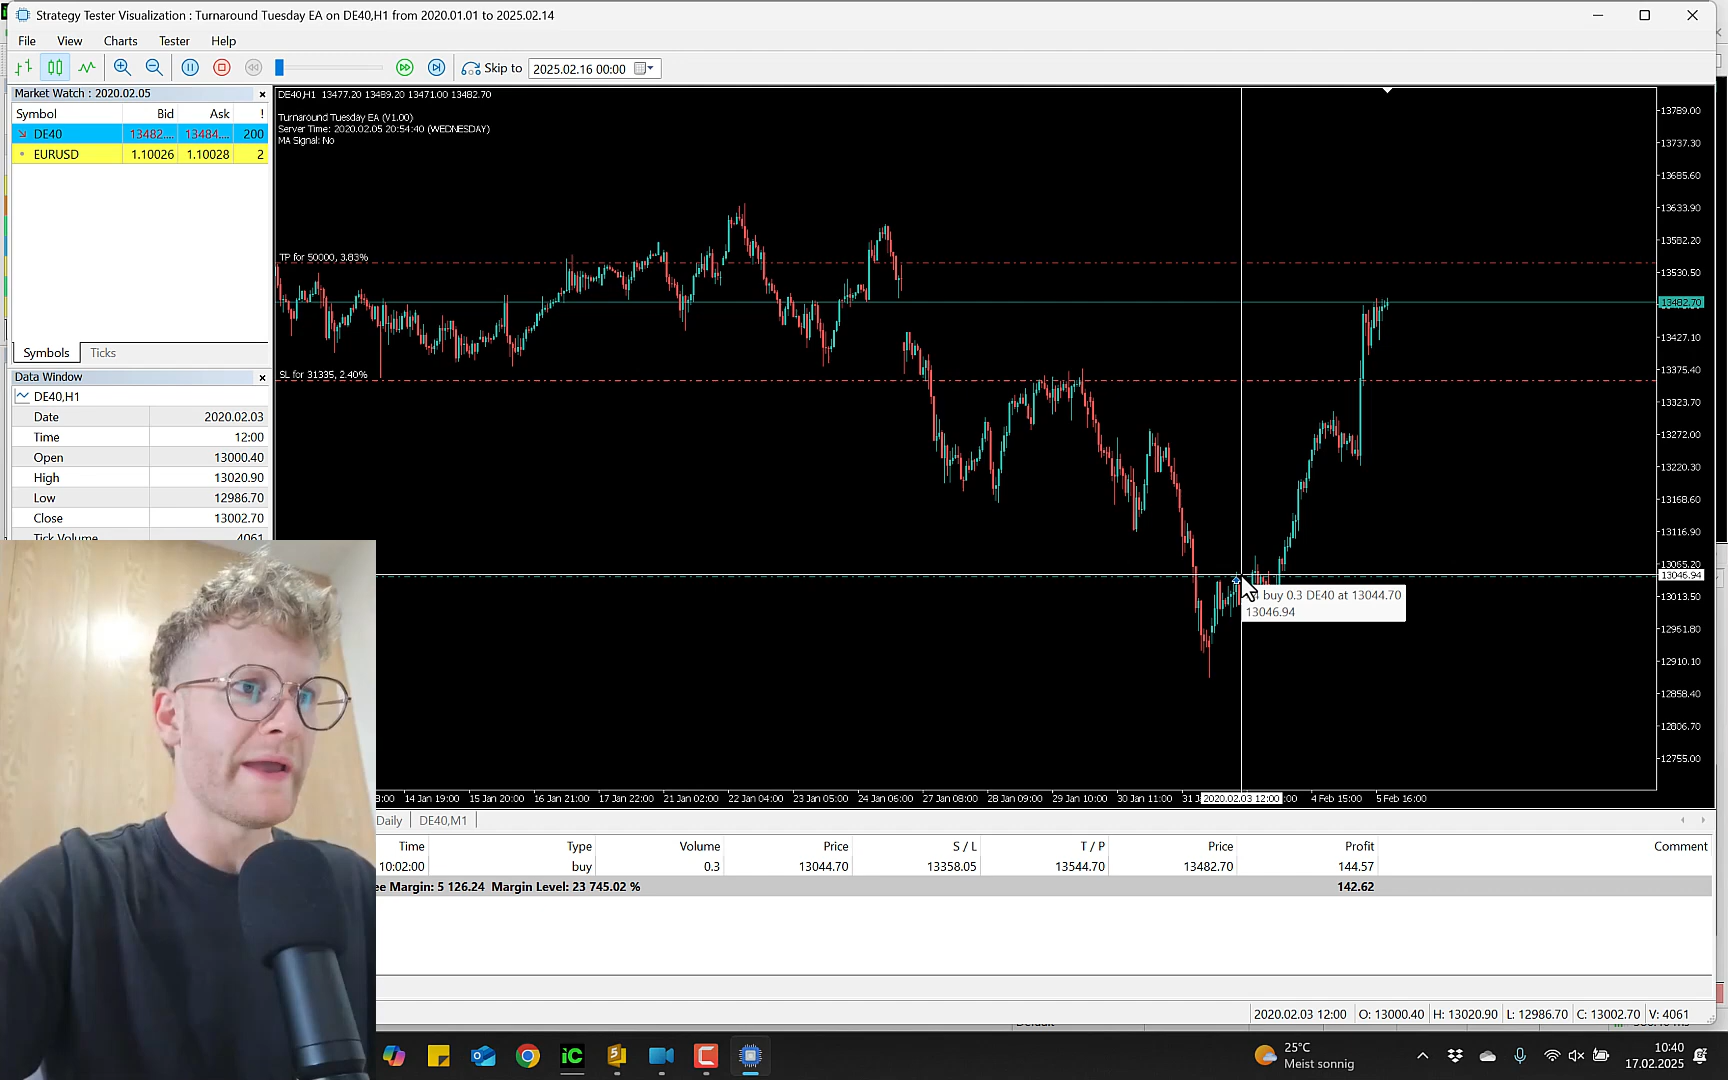 Strategy Tester Visualization : Turnaround Tuesday EA on DE40,H1 from 2020.01.01 to 2025.02.14
File View Charts Tester Help
Skip to 2025.02.16 00:00
Market Watch : 2020.02.05
Symbol Bid Ask !
DE40 13482.... 13484.... 200
EURUSD 1.10026 1.10028 2
Symbols Ticks
Data Window
DE40,H1
Date 2020.02.03
Time 12:00
Open 13000.40
High 13020.90
Low 12986.70
Close 13002.70
Tick Volume 4061
DE40,H1 13477.20 13489.20 13471.00 13482.70
Turnaround Tuesday EA (V1.00)
Server Time: 2020.02.05 20:54:40 (WEDNESDAY)
MA Signal: No
TP for 50000, 3.83%
SL for 31335, 2.40%
buy 0.3 DE40 at 13044.70
13046.94
13789.00
13737.30
13685.60
13633.90
13582.20
13530.50
13482.70
13427.10
13375.40
13323.70
13272.00
13220.30
13168.60
13116.90
13065.20
13046.94
13013.50
12961.80
12910.10
12858.40
12806.70
12755.00
14 Jan 19:00 15 Jan 20:00 16 Jan 21:00 17 Jan 22:00 21 Jan 02:00 22 Jan 04:00 23 Jan 05:00 24 Jan 06:00 27 Jan 08:00 28 Jan 09:00 29 Jan 10:00 30 Jan 11:00 31 J 2020.02.03 12:00 :00 4 Feb 15:00 5 Feb 16:00
Daily DE40,M1
Time Type Volume Price S / L T / P Price Profit Comment
10:02:00 buy 0.3 13044.70 13358.05 13544.70 13482.70 144.57
ee Margin: 5 126.24 Margin Level: 23 745.02 % 142.62
2020.02.03 12:00 O: 13000.40 H: 13020.90 L: 12986.70 C: 13002.70 V: 4061
25°C
Meist sonnig
10:40
17.02.2025